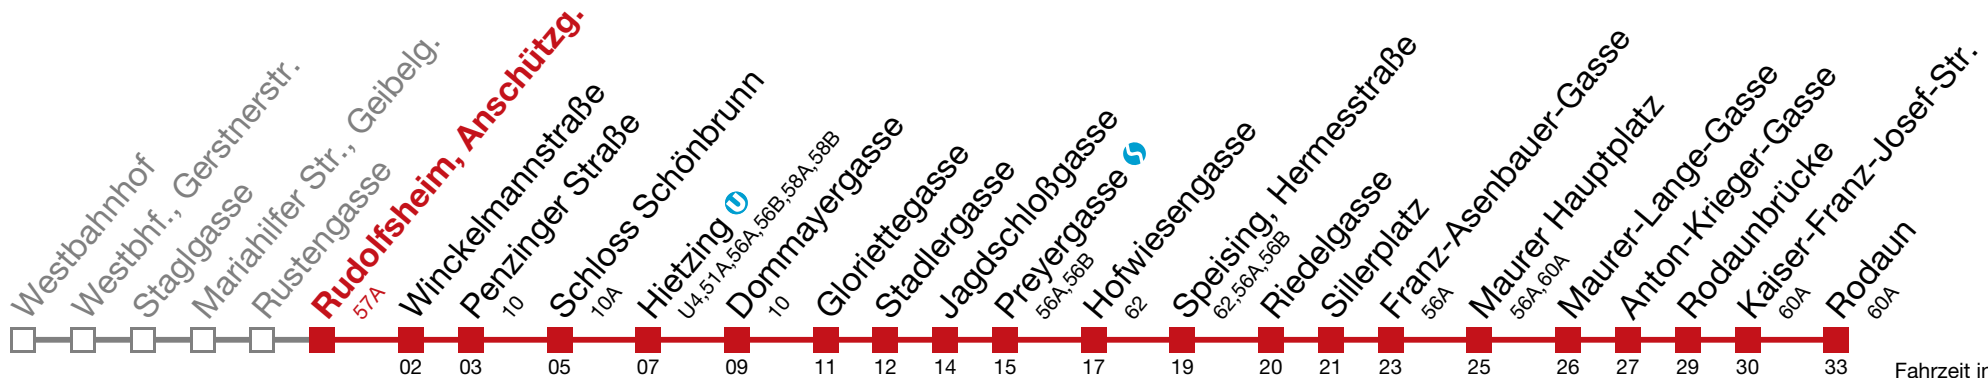 Westbahnhof
Westbhf., Gerstnerstr.
Staglgasse
Mariahilfer Str., Geibelg.
Rustengasse
Rudolfsheim, Anschützg.
57A
Winckelmannstraße
Penzinger Straße
10
Schloss Schönbrunn
10A
Hietzing U
U4,51A,56A,56B,58A,58B
Dommayergasse
10
Gloriettegasse
Stadlergasse
Jagdschloßgasse
Preyergasse S
56A,56B
Hofwiesengasse
62
Speising, Hermesstraße
62,56A,56B
Riedelgasse
Sillerplatz
Franz-Asenbauer-Gasse
56A
Maurer Hauptplatz
56A,60A
Maurer-Lange-Gasse
Anton-Krieger-Gasse
Rodaunbrücke
Kaiser-Franz-Josef-Str.
60A
Rodaun
60A
02 03 05 07 09 11 12 14 15 17 19 20 21 23 25 26 27 29 30 33
Fahrzeit in